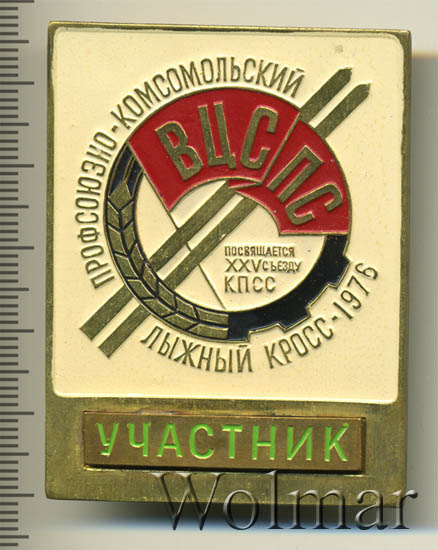 ПРОФСОЮЗНО-КОМСОМОЛЬСКИЙ
ВЦСПС
ПОСВЯЩАЕТСЯ
XXV СЪЕЗДУ
КПСС
ЛЫЖНЫЙ КРОСС-1976
УЧАСТНИК
Wolmar